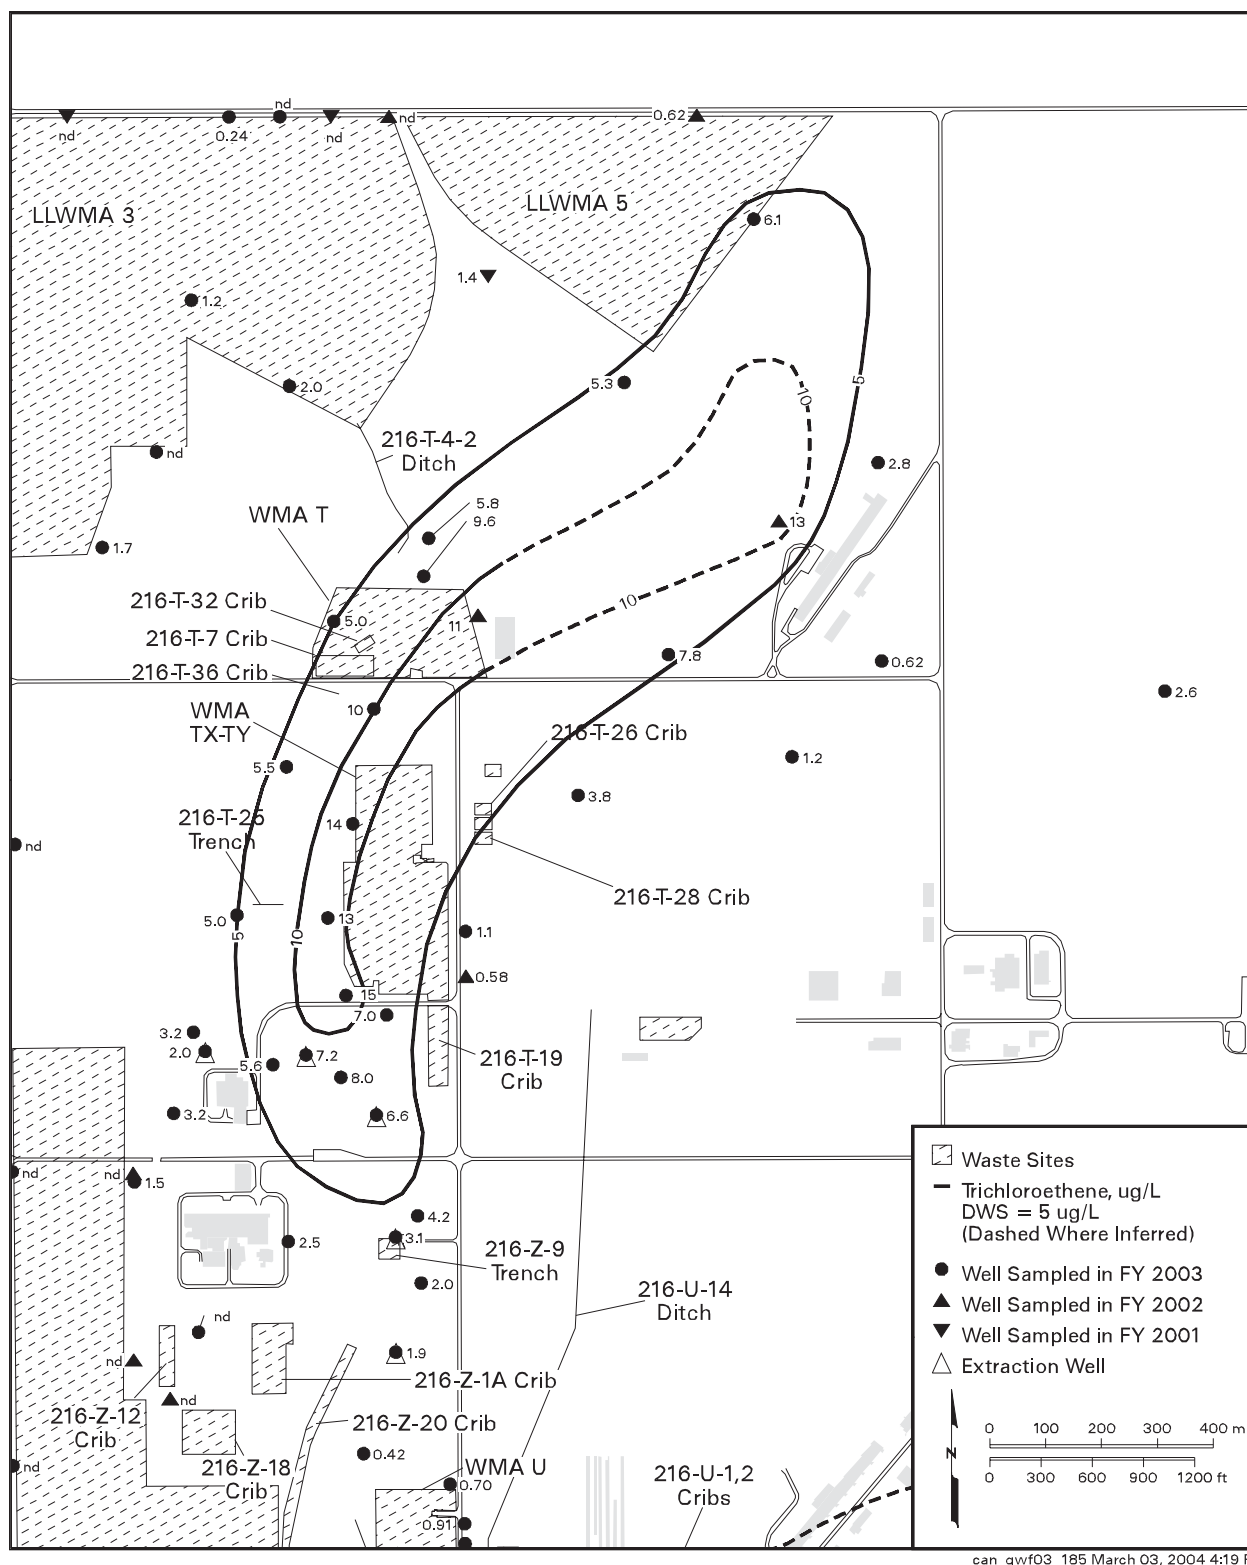 nd
nd
0.24
nd
nd
0.62
LLWMA 3
LLWMA 5
6.1
1.4
1.2
2.0
5.3
5
10
nd
216-T-4-2
Ditch
2.8
5.8
9.6
WMA T
13
1.7
216-T-32 Crib
10
5.0
11
216-T-7 Crib
7.8
0.62
216-T-36 Crib
2.6
WMA
TX-TY
10
216-T-26 Crib
1.2
5.5
3.8
216-T-25
Trench
14
nd
216-T-28 Crib
5.0
13
5
10
1.1
0.58
15
7.0
3.2
2.0
7.2
5.6
8.0
216-T-19
Crib
3.2
6.6
nd
nd
1.5
4.2
3.1
2.5
216-Z-9
Trench
2.0
216-U-14
Ditch
nd
nd
1.9
nd
216-Z-1A Crib
216-Z-12
Crib
216-Z-20 Crib
0.42
nd
216-Z-18
Crib
WMA U
0.70
216-U-1,2
Cribs
0.91
Waste Sites
Trichloroethene, ug/L
DWS = 5 ug/L
(Dashed Where Inferred)
Well Sampled in FY 2003
Well Sampled in FY 2002
Well Sampled in FY 2001
Extraction Well
N
0 100 200 300 400 m
0 300 600 900 1200 ft
can_gwf03_185 March 03, 2004 4:19